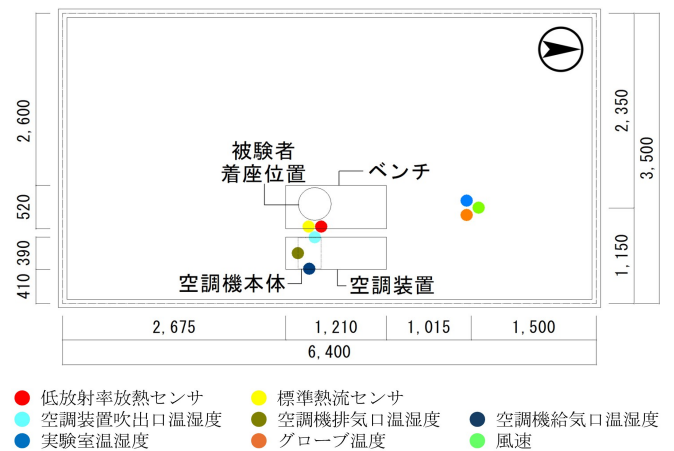 2,600
520
390
410
2,350
3,500
1,150
被験者
着座位置
ベンチ
空調機本体
空調装置
2,675
1,210
1,015
1,500
6,400
低放射率放熱センサ
標準熱流センサ
空調装置吹出口温湿度
空調機排気口温湿度
空調機給気口温湿度
実験室温湿度
グローブ温度
風速